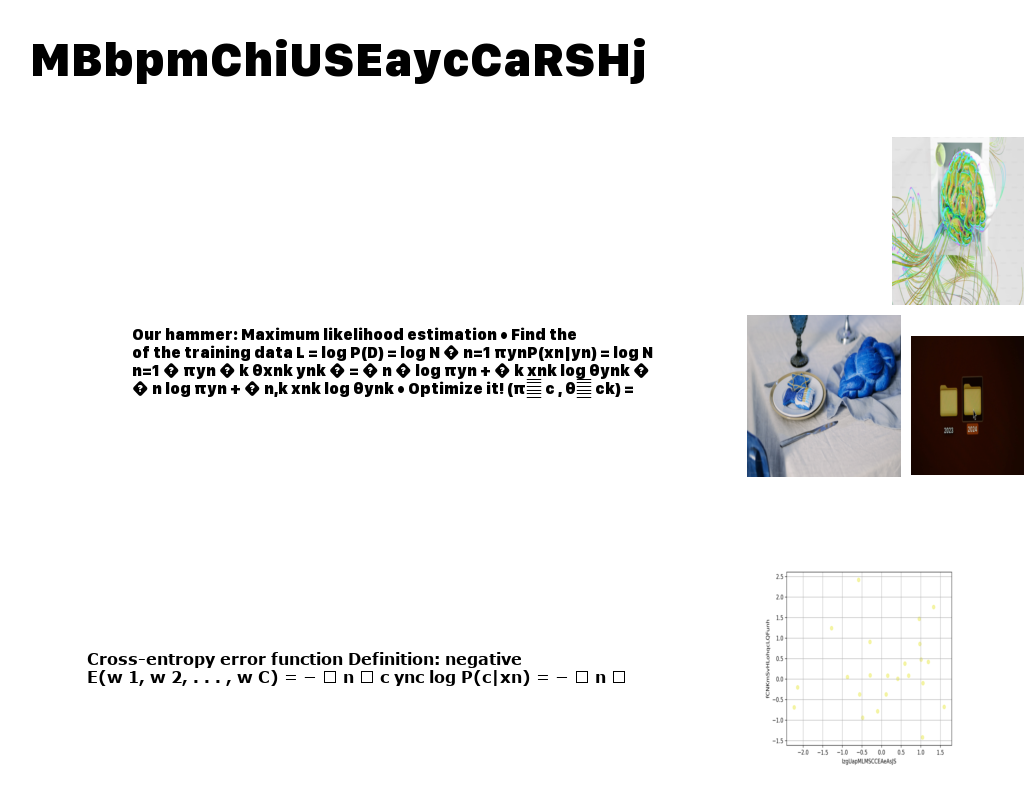 MBbpmChiUSEaycCaRSHj
Our hammer: Maximum likelihood estimation • Find the
of the training data L = log P(D) = log N � n=1 πynP(xn|yn) = log N
n=1 � πyn � k θxnk ynk � = � n � log πyn + � k xnk log θynk �
� n log πyn + � n,k xnk log θynk • Optimize it! (π c , θ ck) =
2023
2024
Cross-entropy error function Definition: negative
E(w 1, w 2, . . . , w C) = − □ n □ c ync log P(c|xn) = − □ n □
2.5
2.0
1.5
1.0
0.5
0.0
−0.5
−1.0
−1.5
−2.0 −1.5 −1.0 −0.5 0.0 0.5 1.0 1.5
IzgUapMLMSCCEAeAsJS